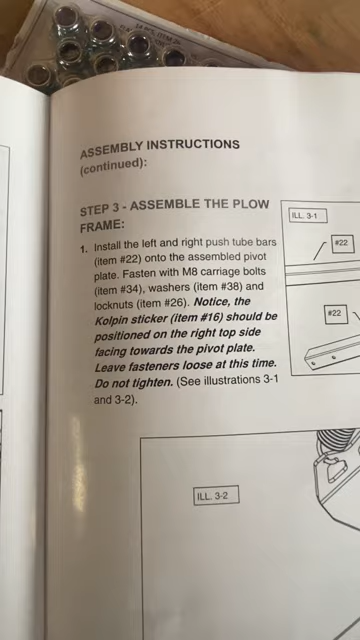 ASSEMBLY INSTRUCTIONS
(continued):
STEP 3 - ASSEMBLE THE PLOW
FRAME:
1. Install the left and right push tube bars
(item #22) onto the assembled pivot
plate. Fasten with M8 carriage bolts
(item #34), washers (item #38) and
locknuts (item #26). Notice, the
Kolpin sticker (item #16) should be
positioned on the right top side
facing towards the pivot plate.
Leave fasteners loose at this time.
Do not tighten. (See illustrations 3-1
and 3-2).
ILL. 3-1
#22
#22
ILL. 3-2